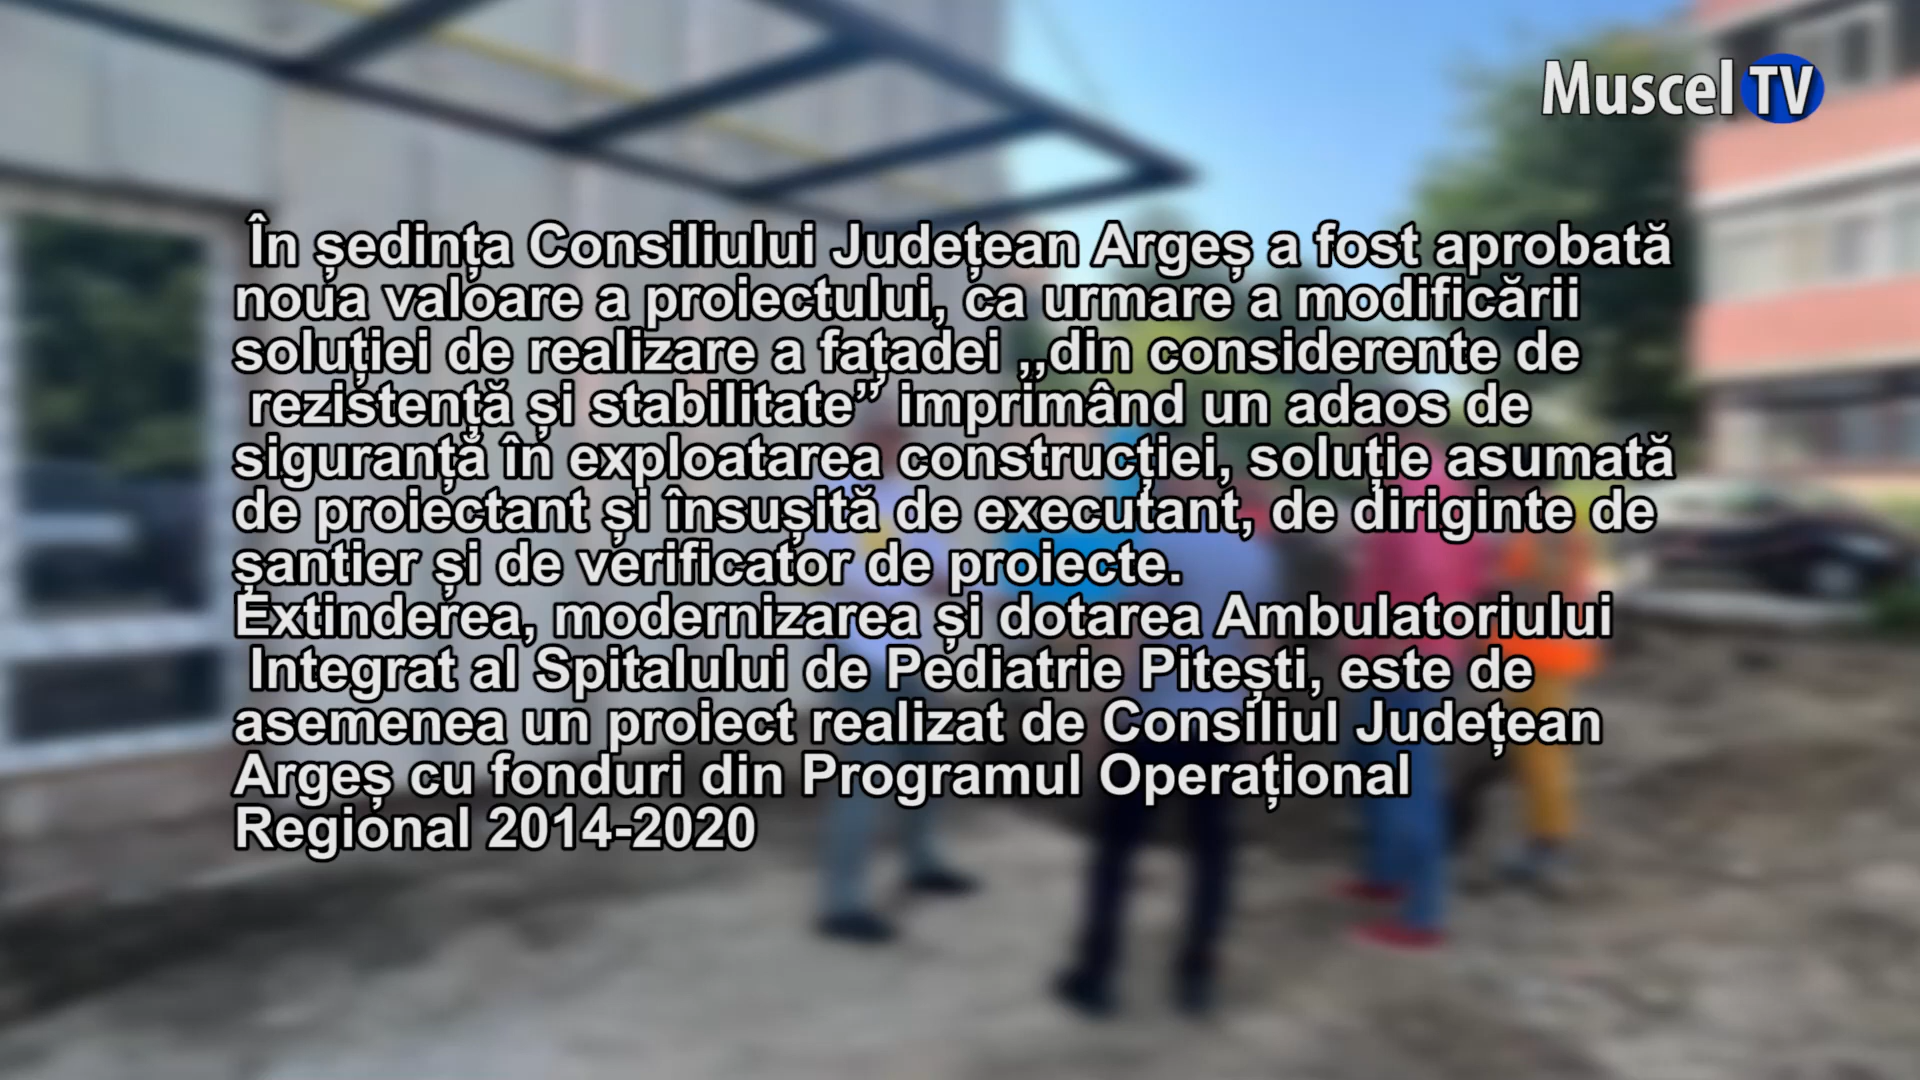 Muscel TV
În ședința Consiliului Județean Argeș a fost aprobată
noua valoare a proiectului, ca urmare a modificării
soluției de realizare a fațadei ,,din considerente de
rezistență și stabilitate” imprimând un adaos de
siguranță în exploatarea construcției, soluție asumată
de proiectant și însușită de executant, de diriginte de
șantier și de verificator de proiecte.
Extinderea, modernizarea și dotarea Ambulatoriului
Integrat al Spitalului de Pediatrie Pitești, este de
asemenea un proiect realizat de Consiliul Județean
Argeș cu fonduri din Programul Operațional
Regional 2014-2020